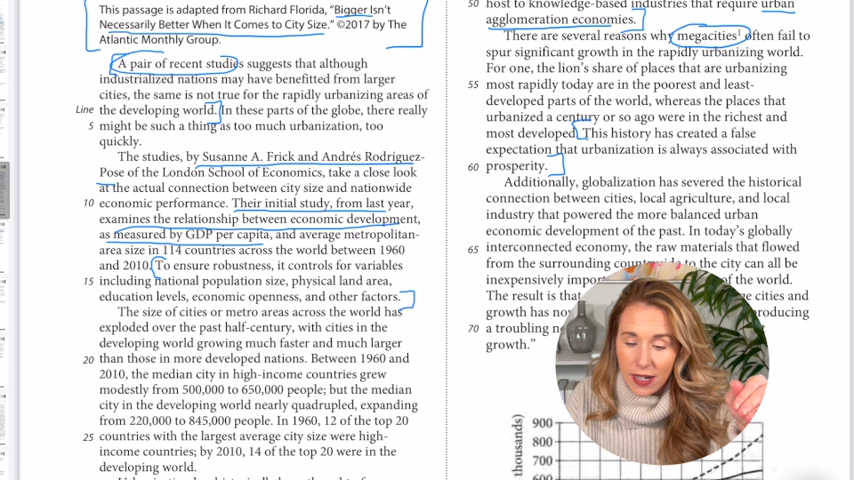 This passage is adapted from Richard Florida, "Bigger Isn't
Necessarily Better When It Comes to City Size." ©2017 by The
Atlantic Monthly Group.
A pair of recent studies suggests that although
industrialized nations may have benefitted from larger
cities, the same is not true for the rapidly urbanizing areas of
Line the developing world. In these parts of the globe, there really
5 might be such a thing as too much urbanization, too
quickly.
The studies, by Susanne A. Frick and Andrés Rodríguez-
Pose of the London School of Economics, take a close look
at the actual connection between city size and nationwide
10 economic performance. Their initial study, from last year,
examines the relationship between economic development,
as measured by GDP per capita, and average metropolitan-
area size in 114 countries across the world between 1960
and 2010. To ensure robustness, it controls for variables
15 including national population size, physical land area,
education levels, economic openness, and other factors.
The size of cities or metro areas across the world has
exploded over the past half-century, with cities in the
developing world growing much faster and much larger
20 than those in more developed nations. Between 1960 and
2010, the median city in high-income countries grew
modestly from 500,000 to 650,000 people; but the median
city in the developing world nearly quadrupled, expanding
from 220,000 to 845,000 people. In 1960, 12 of the top 20
25 countries with the largest average city size were high-
income countries; by 2010, 14 of the top 20 were in the
developing world.
50 host to knowledge-based industries that require urban
agglomeration economies.
There are several reasons why megacities¹ often fail to
spur significant growth in the rapidly urbanizing world.
For one, the lion's share of places that are urbanizing
55 most rapidly today are in the poorest and least-
developed parts of the world, whereas the places that
urbanized a century or so ago were in the richest and
most developed. This history has created a false
expectation that urbanization is always associated with
60 prosperity.
Additionally, globalization has severed the historical
connection between cities, local agriculture, and local
industry that powered the more balanced urban
economic development of the past. In today's globally
65 interconnected economy, the raw materials that flowed
from the surrounding to the city can all be
inexpensively of the world.
The result is that cities and
growth has
70 a troubling
growth."
thousands)
900
800
700
600